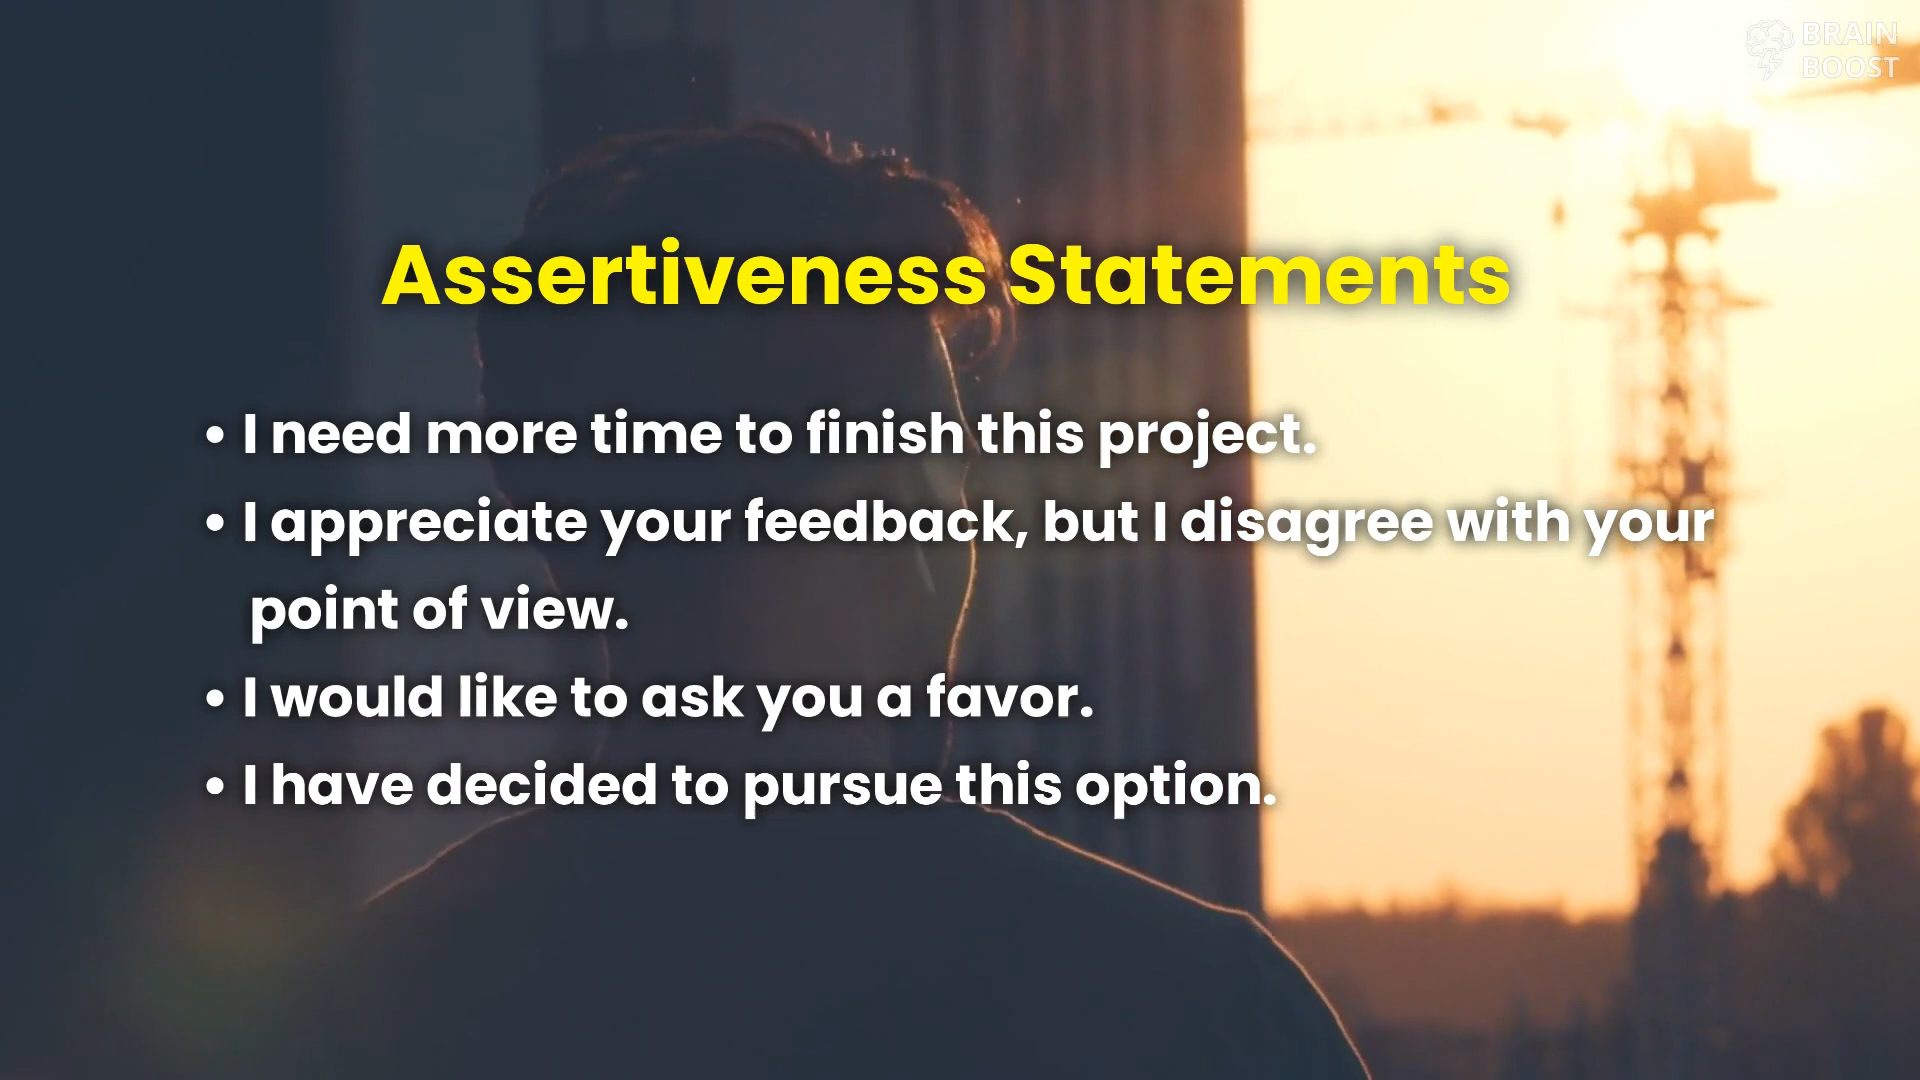 BRAIN
BOOST
Assertiveness Statements
• I need more time to finish this project.
• I appreciate your feedback, but I disagree with your
point of view.
• I would like to ask you a favor.
• I have decided to pursue this option.